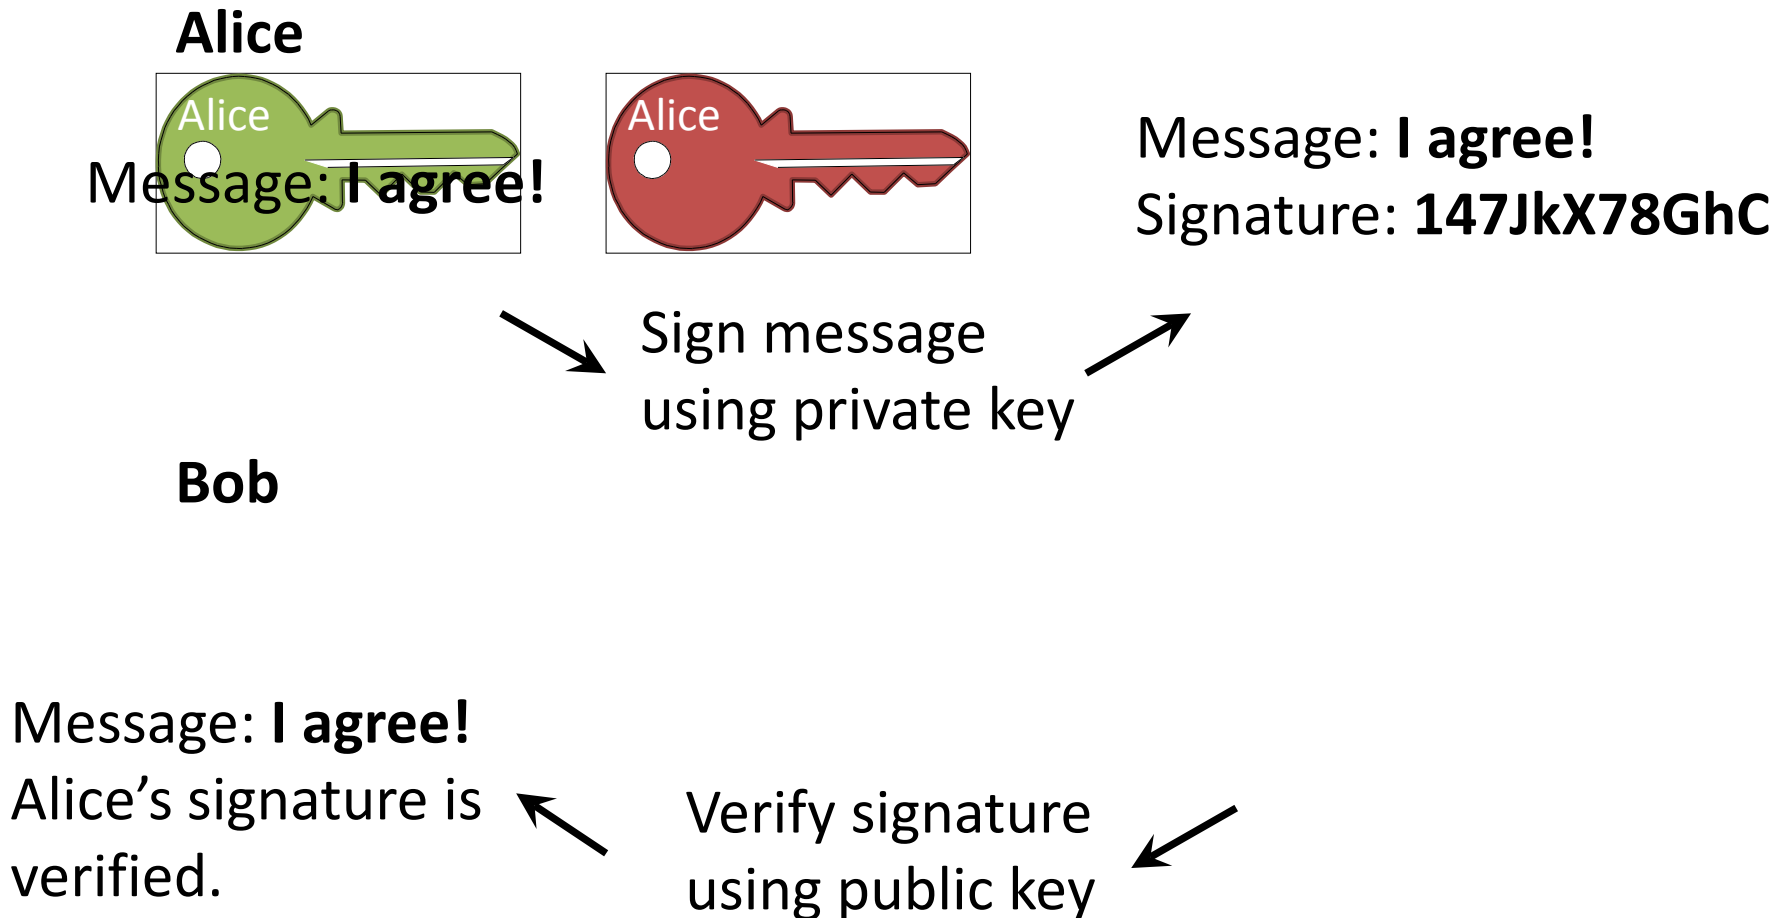 Alice
Alice
Alice
Message: I agree!
Message: I agree!
Signature: 147JkX78GhC
Sign message
using private key
Bob
Message: I agree!
Alice’s signature is
verified.
Verify signature
using public key